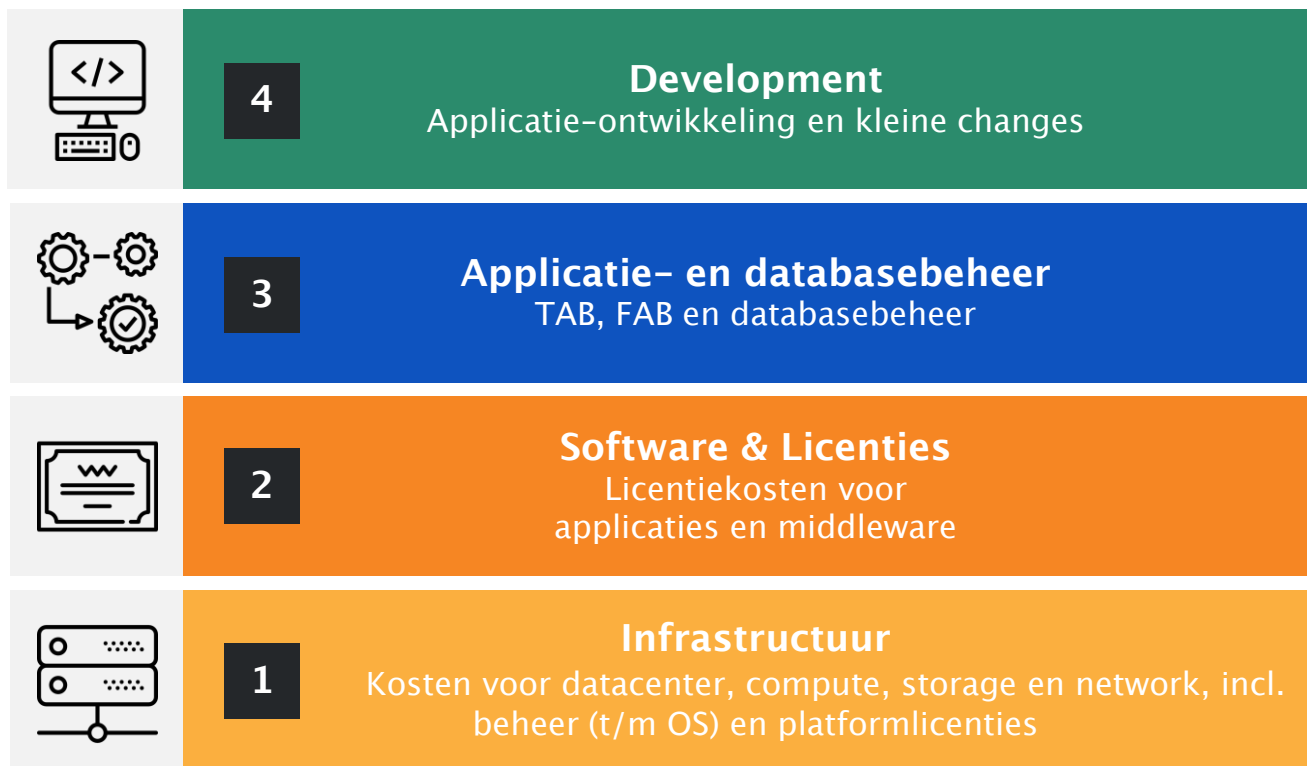 4
Development
Applicatie-ontwikkeling en kleine changes
3
Applicatie- en databasebeheer
TAB, FAB en databasebeheer
2
Software & Licenties
Licentiekosten voor
applicaties en middleware
1
Infrastructuur
Kosten voor datacenter, compute, storage en network, incl.
beheer (t/m OS) en platformlicenties